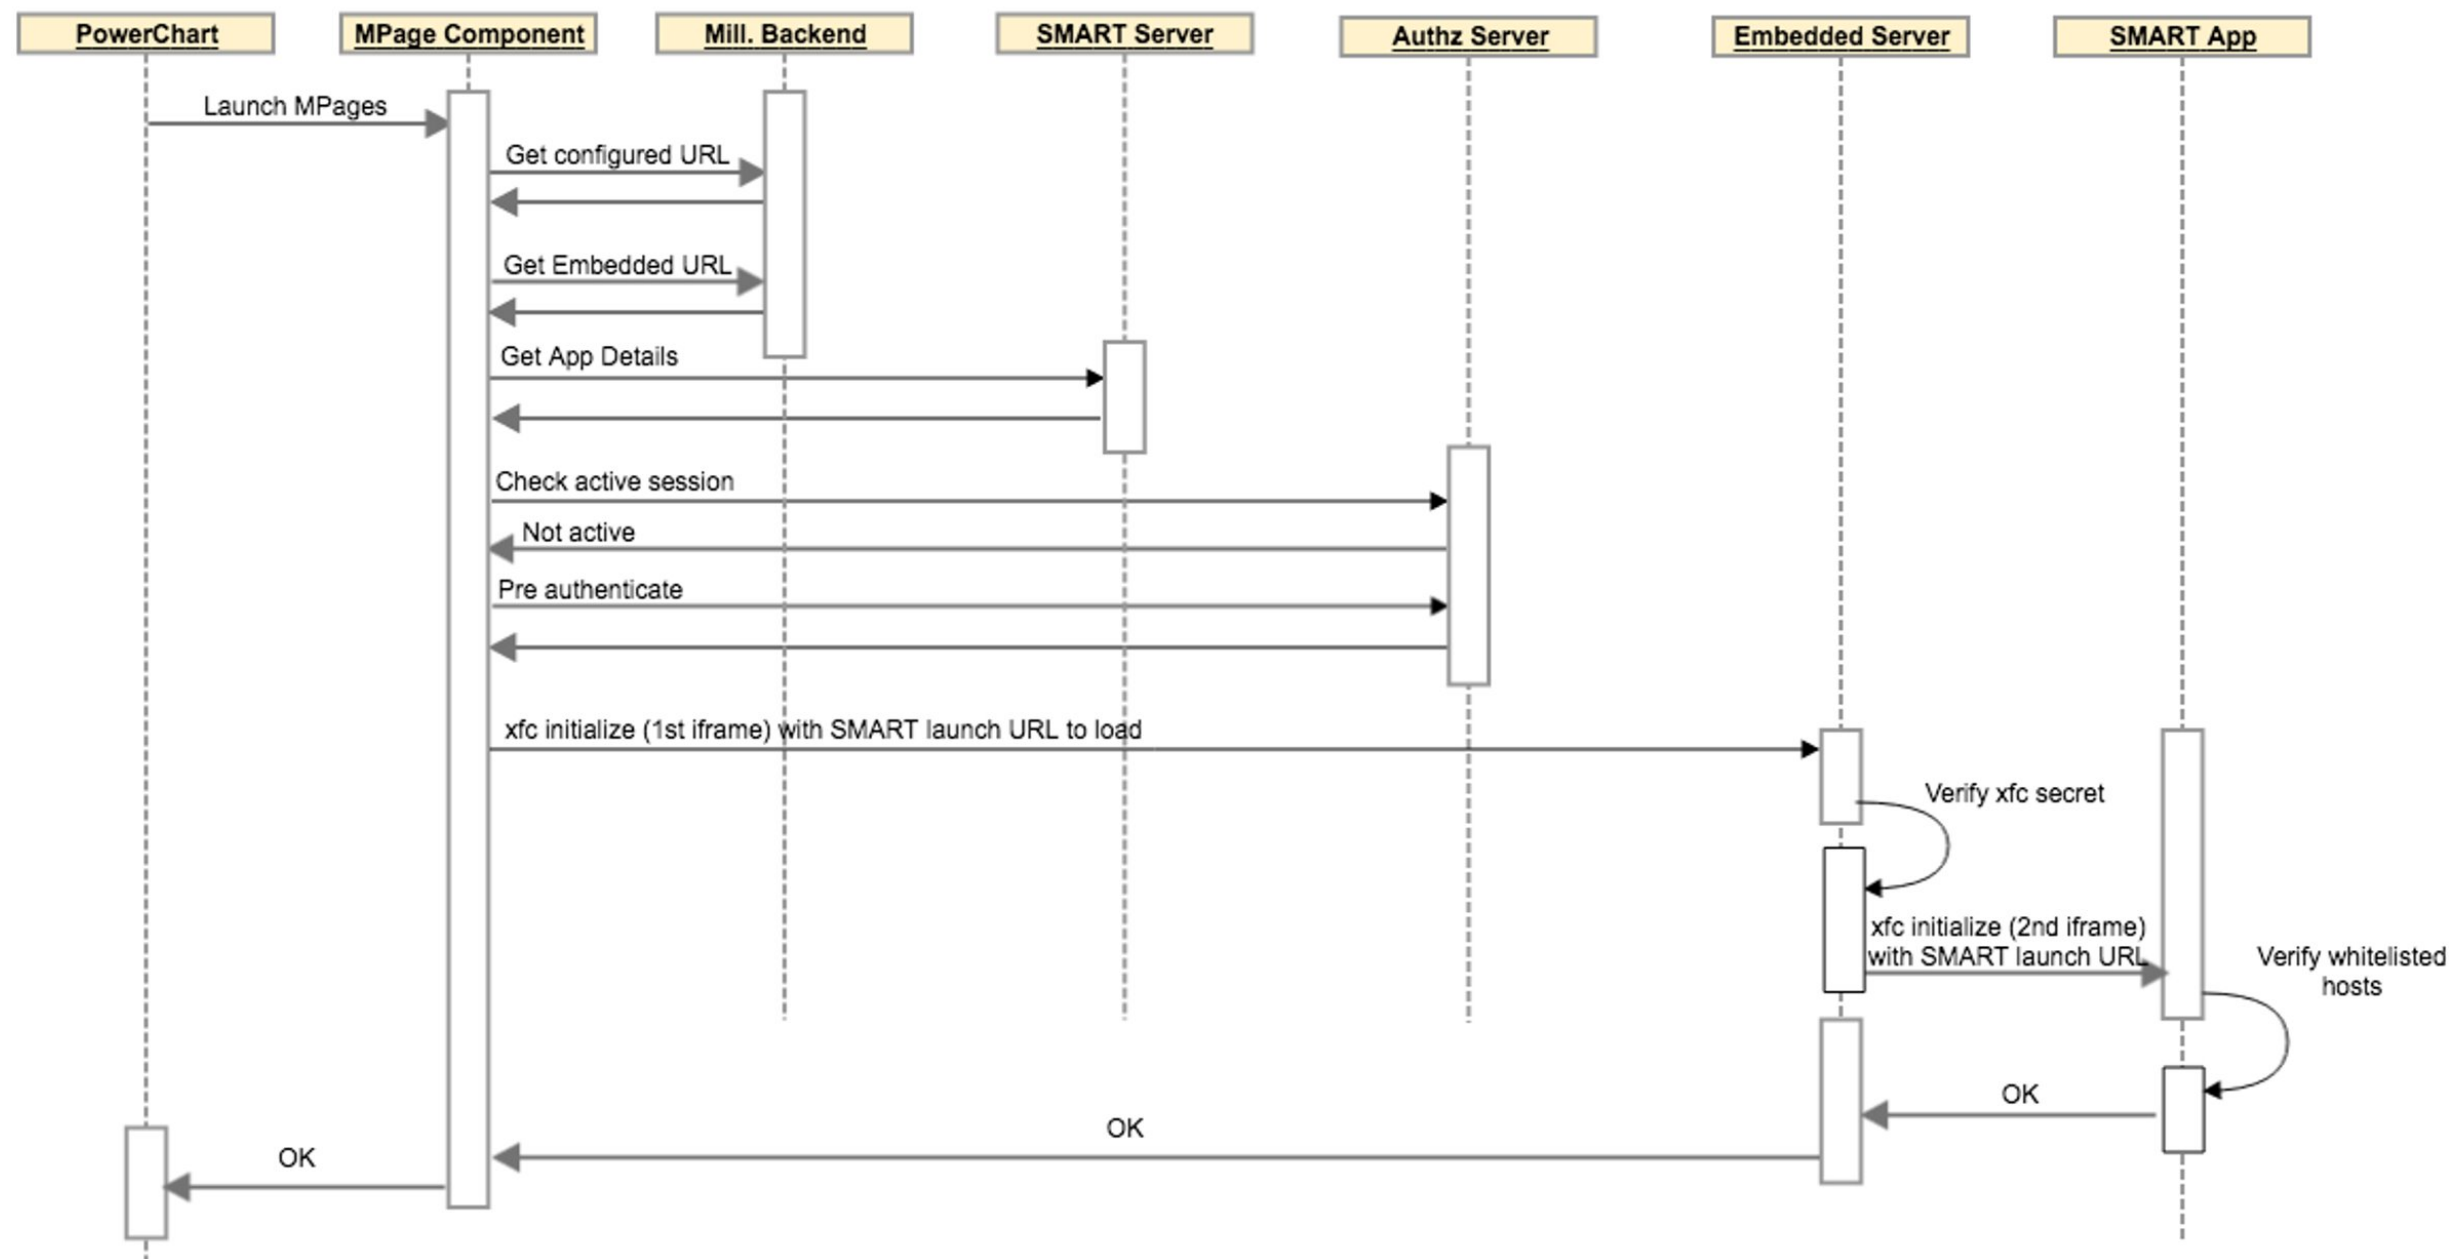 PowerChart
MPage Component
Mill. Backend
SMART Server
Authz Server
Embedded Server
SMART App
Launch MPages
Get configured URL
Get Embedded URL
Get App Details
Check active session
Not active
Pre authenticate
xfc initialize (1st iframe) with SMART launch URL to load
Verify xfc secret
xfc initialize (2nd iframe)
with SMART launch URL
Verify whitelisted
hosts
OK
OK
OK